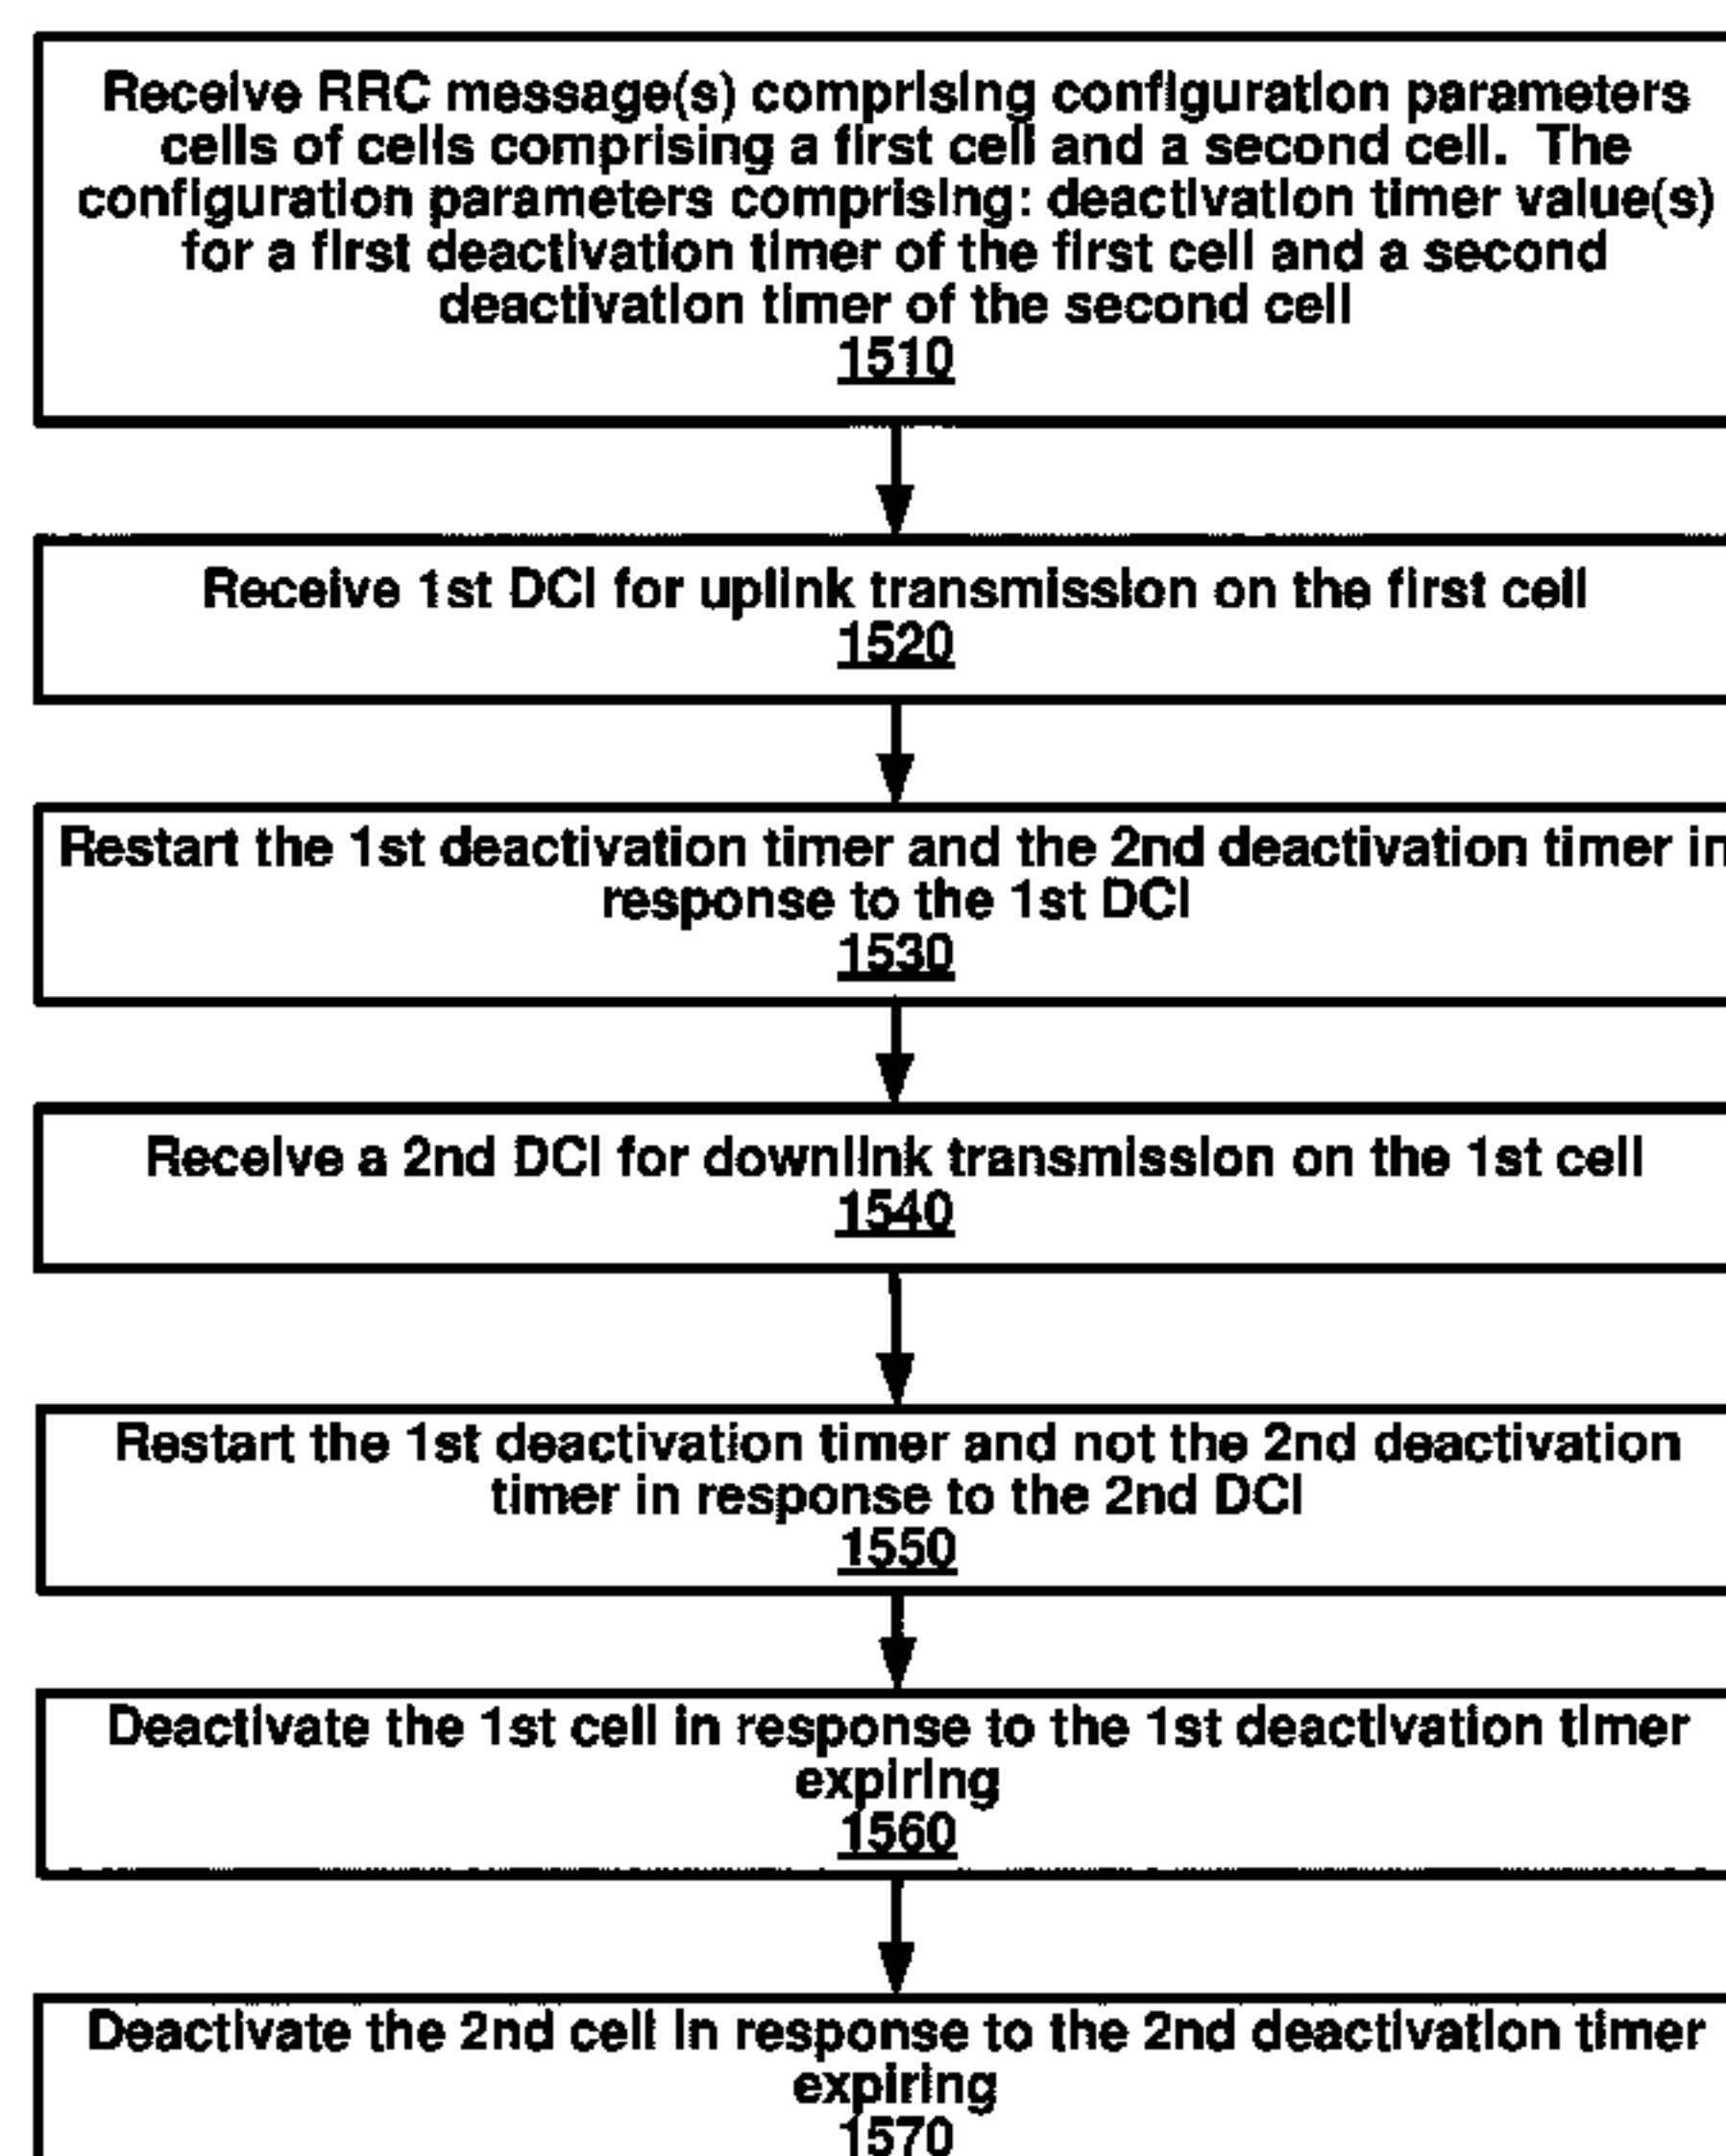 Receive RRC message(s) comprising configuration parameters
cells of cells comprising a first cell and a second cell. The
configuration parameters comprising: deactivation timer value(s)
for a first deactivation timer of the first cell and a second
deactivation timer of the second cell
1510
Receive 1st DCI for uplink transmission on the first cell
1520
Restart the 1st deactivation timer and the 2nd deactivation timer in
response to the 1st DCI
1530
Receive a 2nd DCI for downlink transmission on the 1st cell
1540
Restart the 1st deactivation timer and not the 2nd deactivation
timer in response to the 2nd DCI
1550
Deactivate the 1st cell in response to the 1st deactivation timer
expiring
1560
Deactivate the 2nd cell in response to the 2nd deactivation timer
expiring
1570